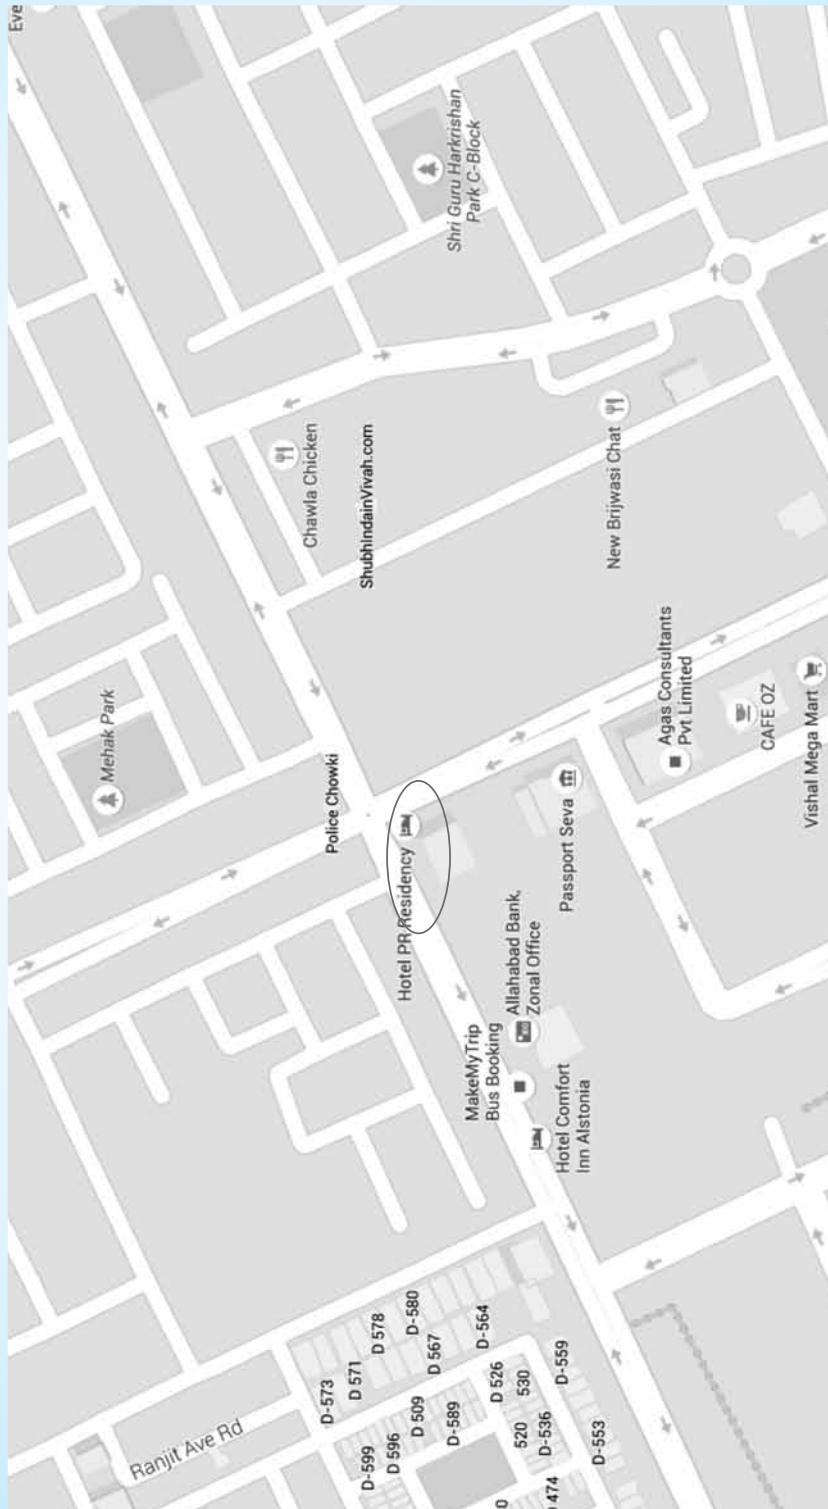 Eve
Shri Guru Harkrishan
Park C-Block
Chawla Chicken
ShubhIndainVivah.com
New Brijwasi Chat
Mehak Park
Police Chowki
Agas Consultants
Pvt Limited
CAFE OZ
Vishal Mega Mart
Hotel PR Residency
Passport Seva
Allahabad Bank,
Zonal Office
MakeMyTrip
Bus Booking
Hotel Comfort
Inn Alstonia
Ranjit Ave Rd
D-573
D 571
D 578
D-580
D 567
D-564
D-599
D 596
D 509
D-589
D 526
530
520
D-536
D-559
D-553
474
0